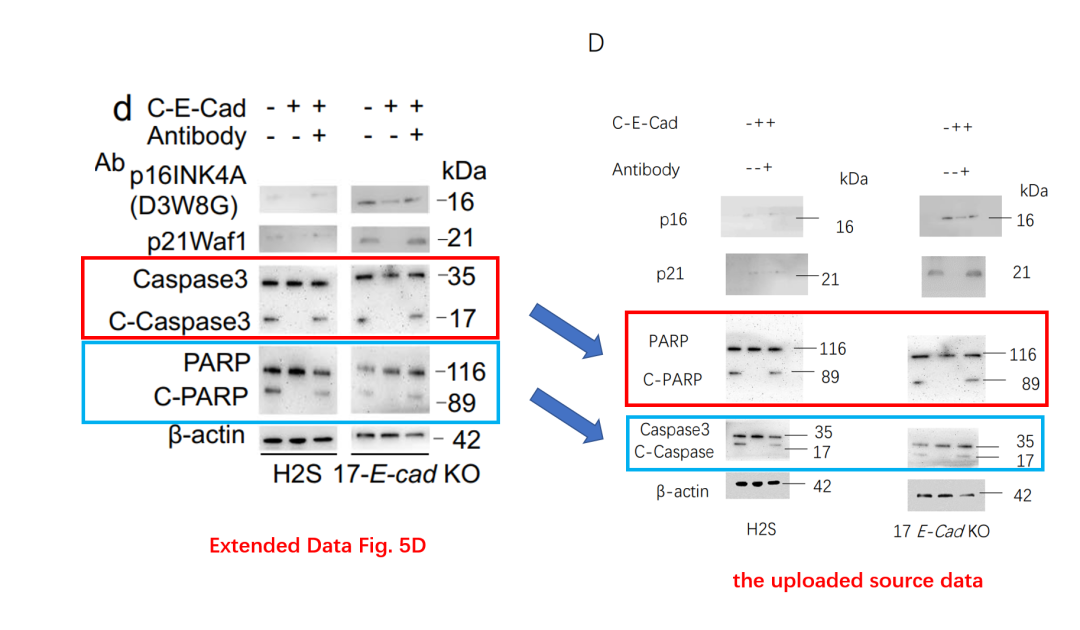 d C-E-Cad - + + - + +
Antibody - - + - - +
Ab p16INK4A kDa
(D3W8G) -16
p21Waf1 -21
Caspase3 -35
C-Caspase3 -17
PARP -116
C-PARP -89
β-actin - 42
H2S 17-E-cad KO
Extended Data Fig. 5D
D
C-E-Cad -++ -++
Antibody --+ --+
kDa kDa
p16 16 16
p21 21 21
PARP 116 116
C-PARP 89 89
Caspase3 35 35
C-Caspase 17 17
β-actin 42 42
H2S 17 E-Cad KO
the uploaded source data